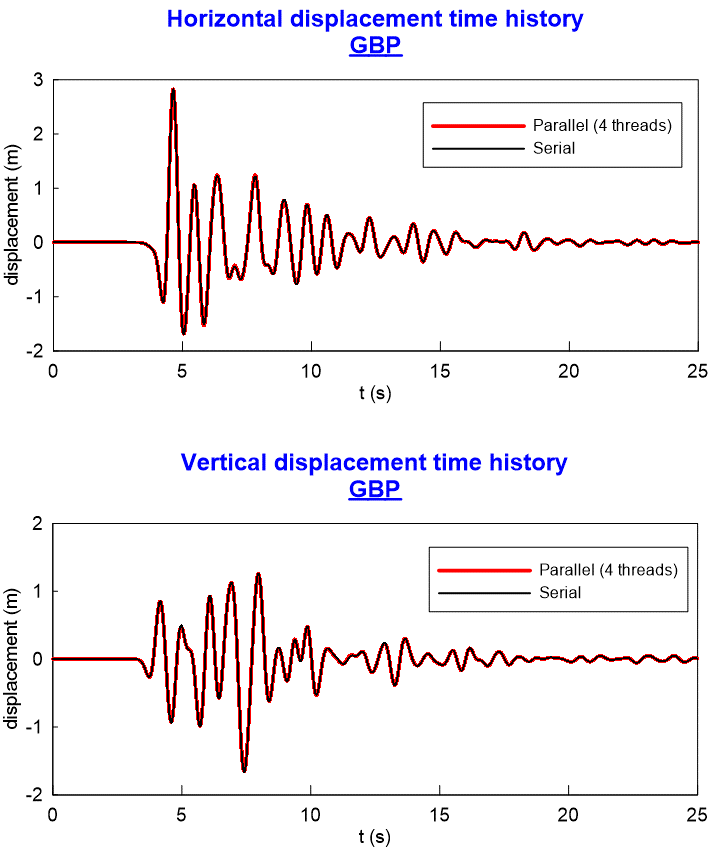 Horizontal displacement time history
GBP
3
2
1
0
-1
-2
displacement (m)
Parallel (4 threads)
Serial
0 5 10 15 20 25
t (s)
Vertical displacement time history
GBP
2
1
0
-1
-2
displacement (m)
Parallel (4 threads)
Serial
0 5 10 15 20 25
t (s)